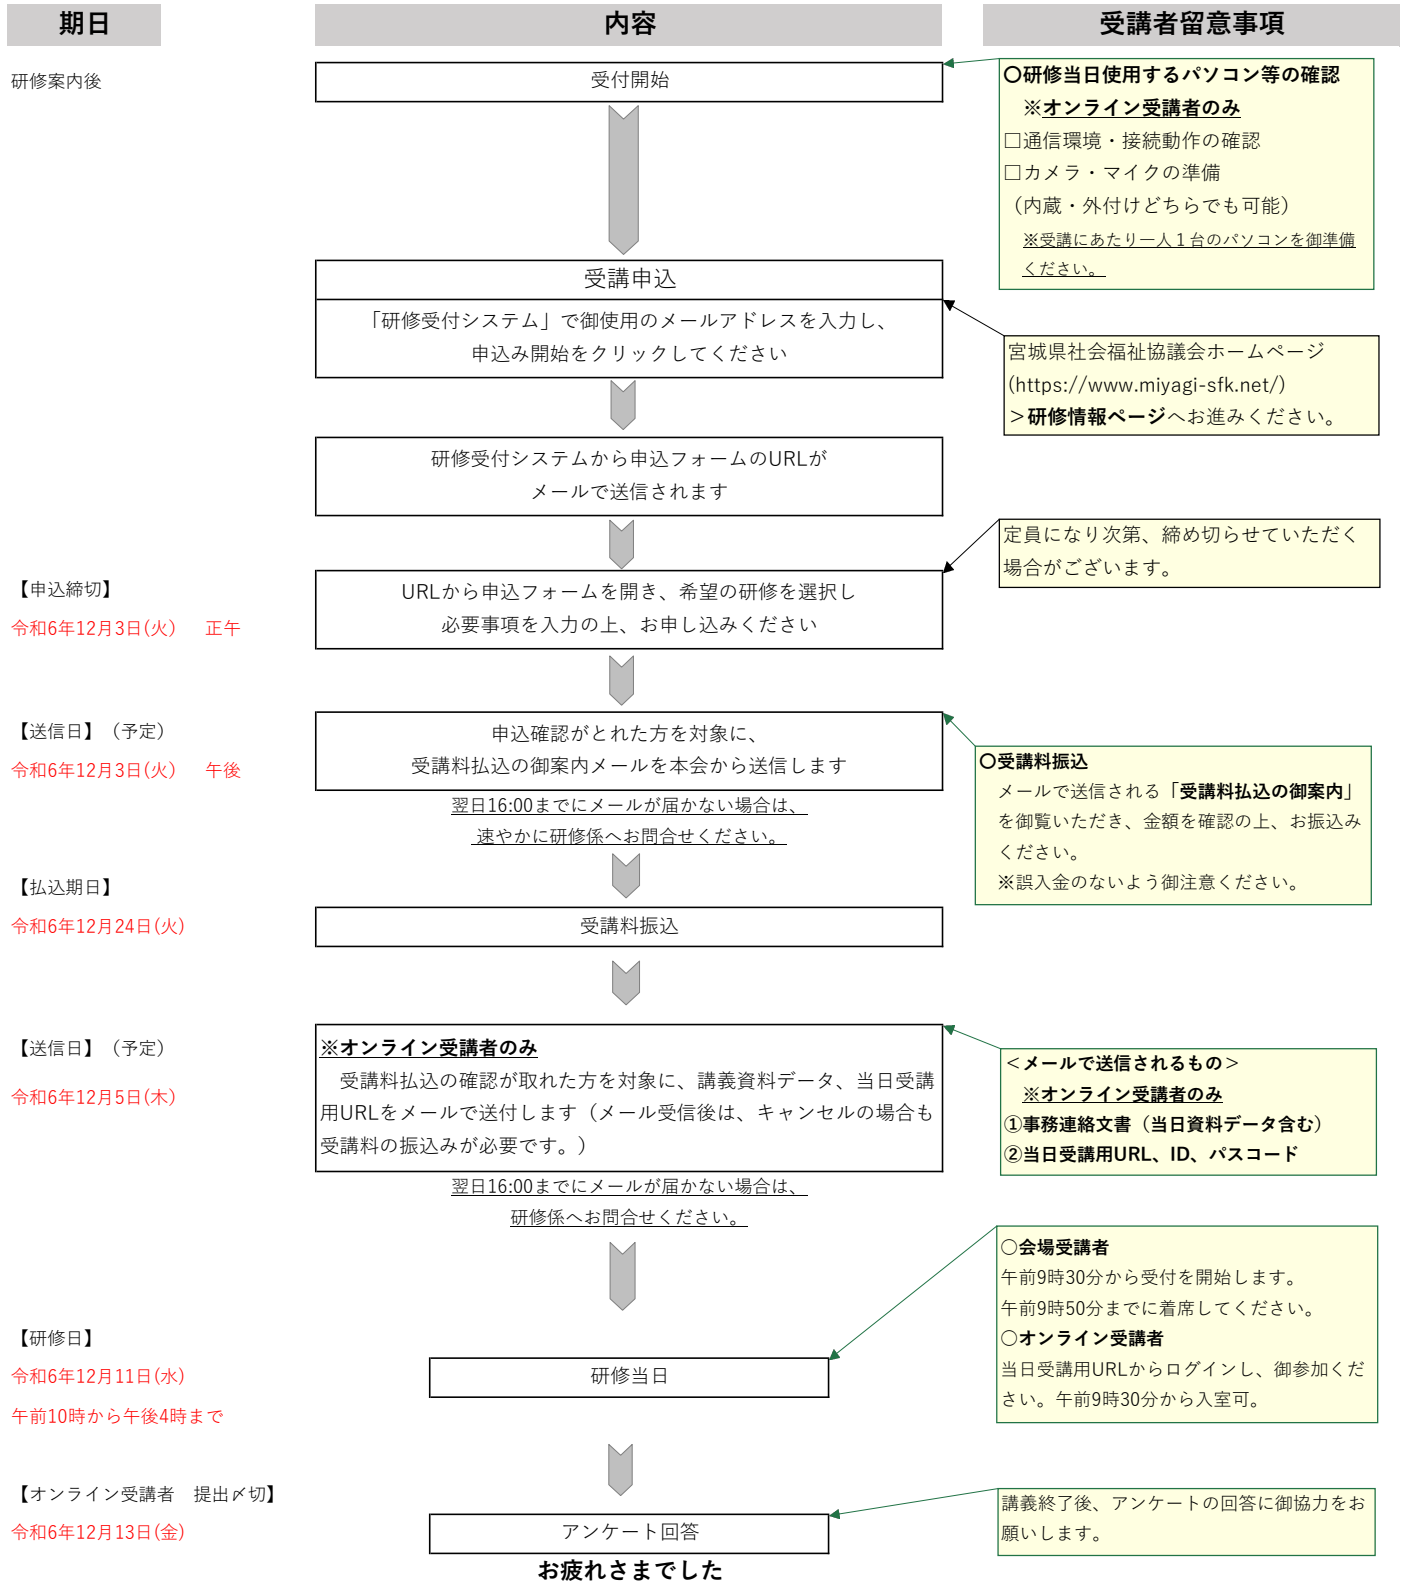 期日
内容
受講者留意事項
研修案内後
受付開始
〇研修当日使用するパソコン等の確認
※オンライン受講者のみ
□通信環境・接続動作の確認
□カメラ・マイクの準備
（内蔵・外付けどちらでも可能）
※受講にあたり一人１台のパソコンを御準備
ください。
受講申込
「研修受付システム」で御使用のメールアドレスを入力し、
申込み開始をクリックしてください
宮城県社会福祉協議会ホームページ
(https://www.miyagi-sfk.net/)
＞研修情報ページへお進みください。
研修受付システムから申込フォームのURLが
メールで送信されます
定員になり次第、締め切らせていただく
場合がございます。
【申込締切】
令和6年12月3日(火)　正午
URLから申込フォームを開き、希望の研修を選択し
必要事項を入力の上、お申し込みください
【送信日】（予定）
令和6年12月3日(火)　午後
申込確認がとれた方を対象に、
受講料払込の御案内メールを本会から送信します
翌日16:00までにメールが届かない場合は、
速やかに研修係へお問合せください。
〇受講料振込
メールで送信される「受講料払込の御案内」
を御覧いただき、金額を確認の上、お振込み
ください。
※誤入金のないよう御注意ください。
【払込期日】
令和6年12月24日(火)
受講料振込
【送信日】（予定）
令和6年12月5日(木)
※オンライン受講者のみ
受講料払込の確認が取れた方を対象に、講義資料データ、当日受講
用URLをメールで送付します（メール受信後は、キャンセルの場合も
受講料の振込みが必要です。）
翌日16:00までにメールが届かない場合は、
研修係へお問合せください。
＜メールで送信されるもの＞
※オンライン受講者のみ
①事務連絡文書（当日資料データ含む）
②当日受講用URL、ID、パスコード
○会場受講者
午前9時30分から受付を開始します。
午前9時50分までに着席してください。
○オンライン受講者
当日受講用URLからログインし、御参加くだ
さい。午前9時30分から入室可。
【研修日】
令和6年12月11日(水)
午前10時から午後4時まで
研修当日
【オンライン受講者　提出〆切】
令和6年12月13日(金)
アンケート回答
お疲れさまでした
講義終了後、アンケートの回答に御協力をお
願いします。